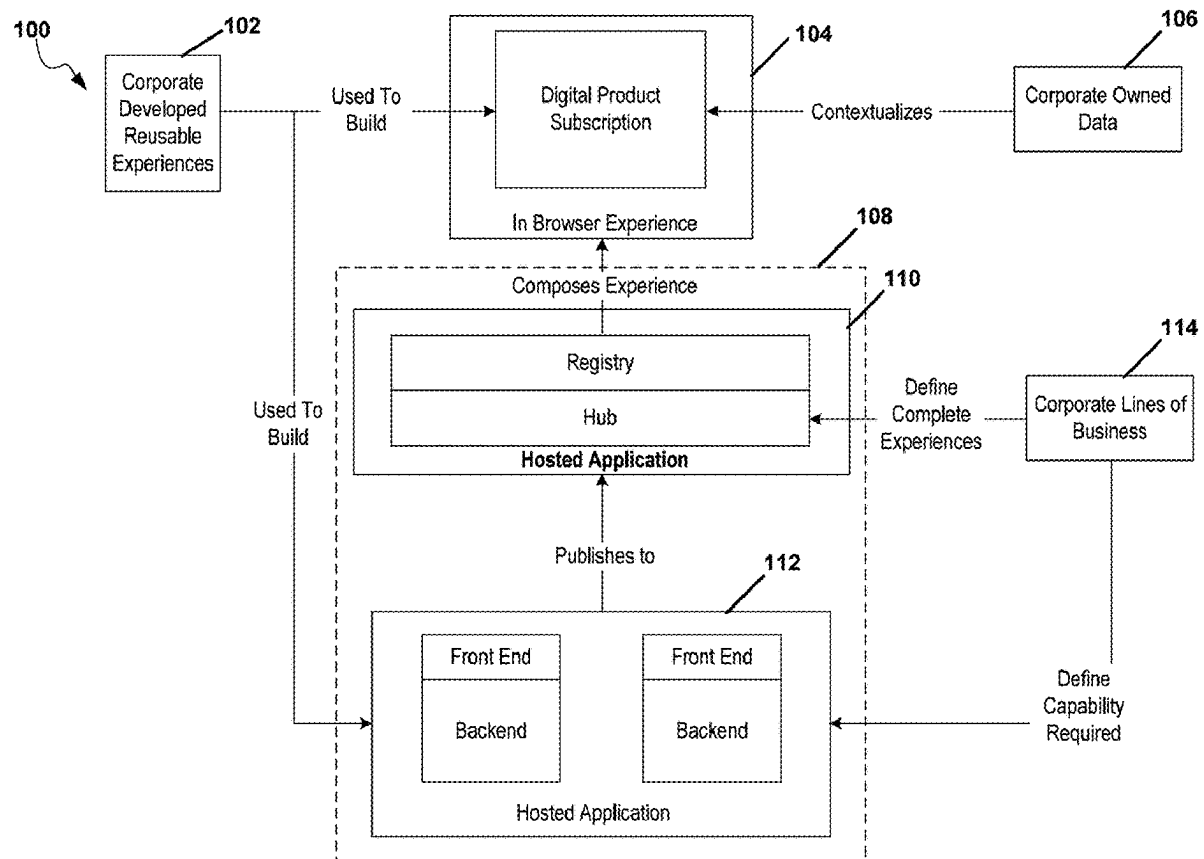 100
102
104
106
Corporate
Developed
Reusable
Experiences
Used To
Build
Digital Product
Subscription
Contextualizes
Corporate Owned
Data
In Browser Experience
108
Composes Experience
110
Registry
Hub
Hosted Application
Used To
Build
Define
Complete
Experiences
114
Corporate Lines of
Business
Publishes to
112
Front End
Backend
Front End
Backend
Hosted Application
Define
Capability
Required